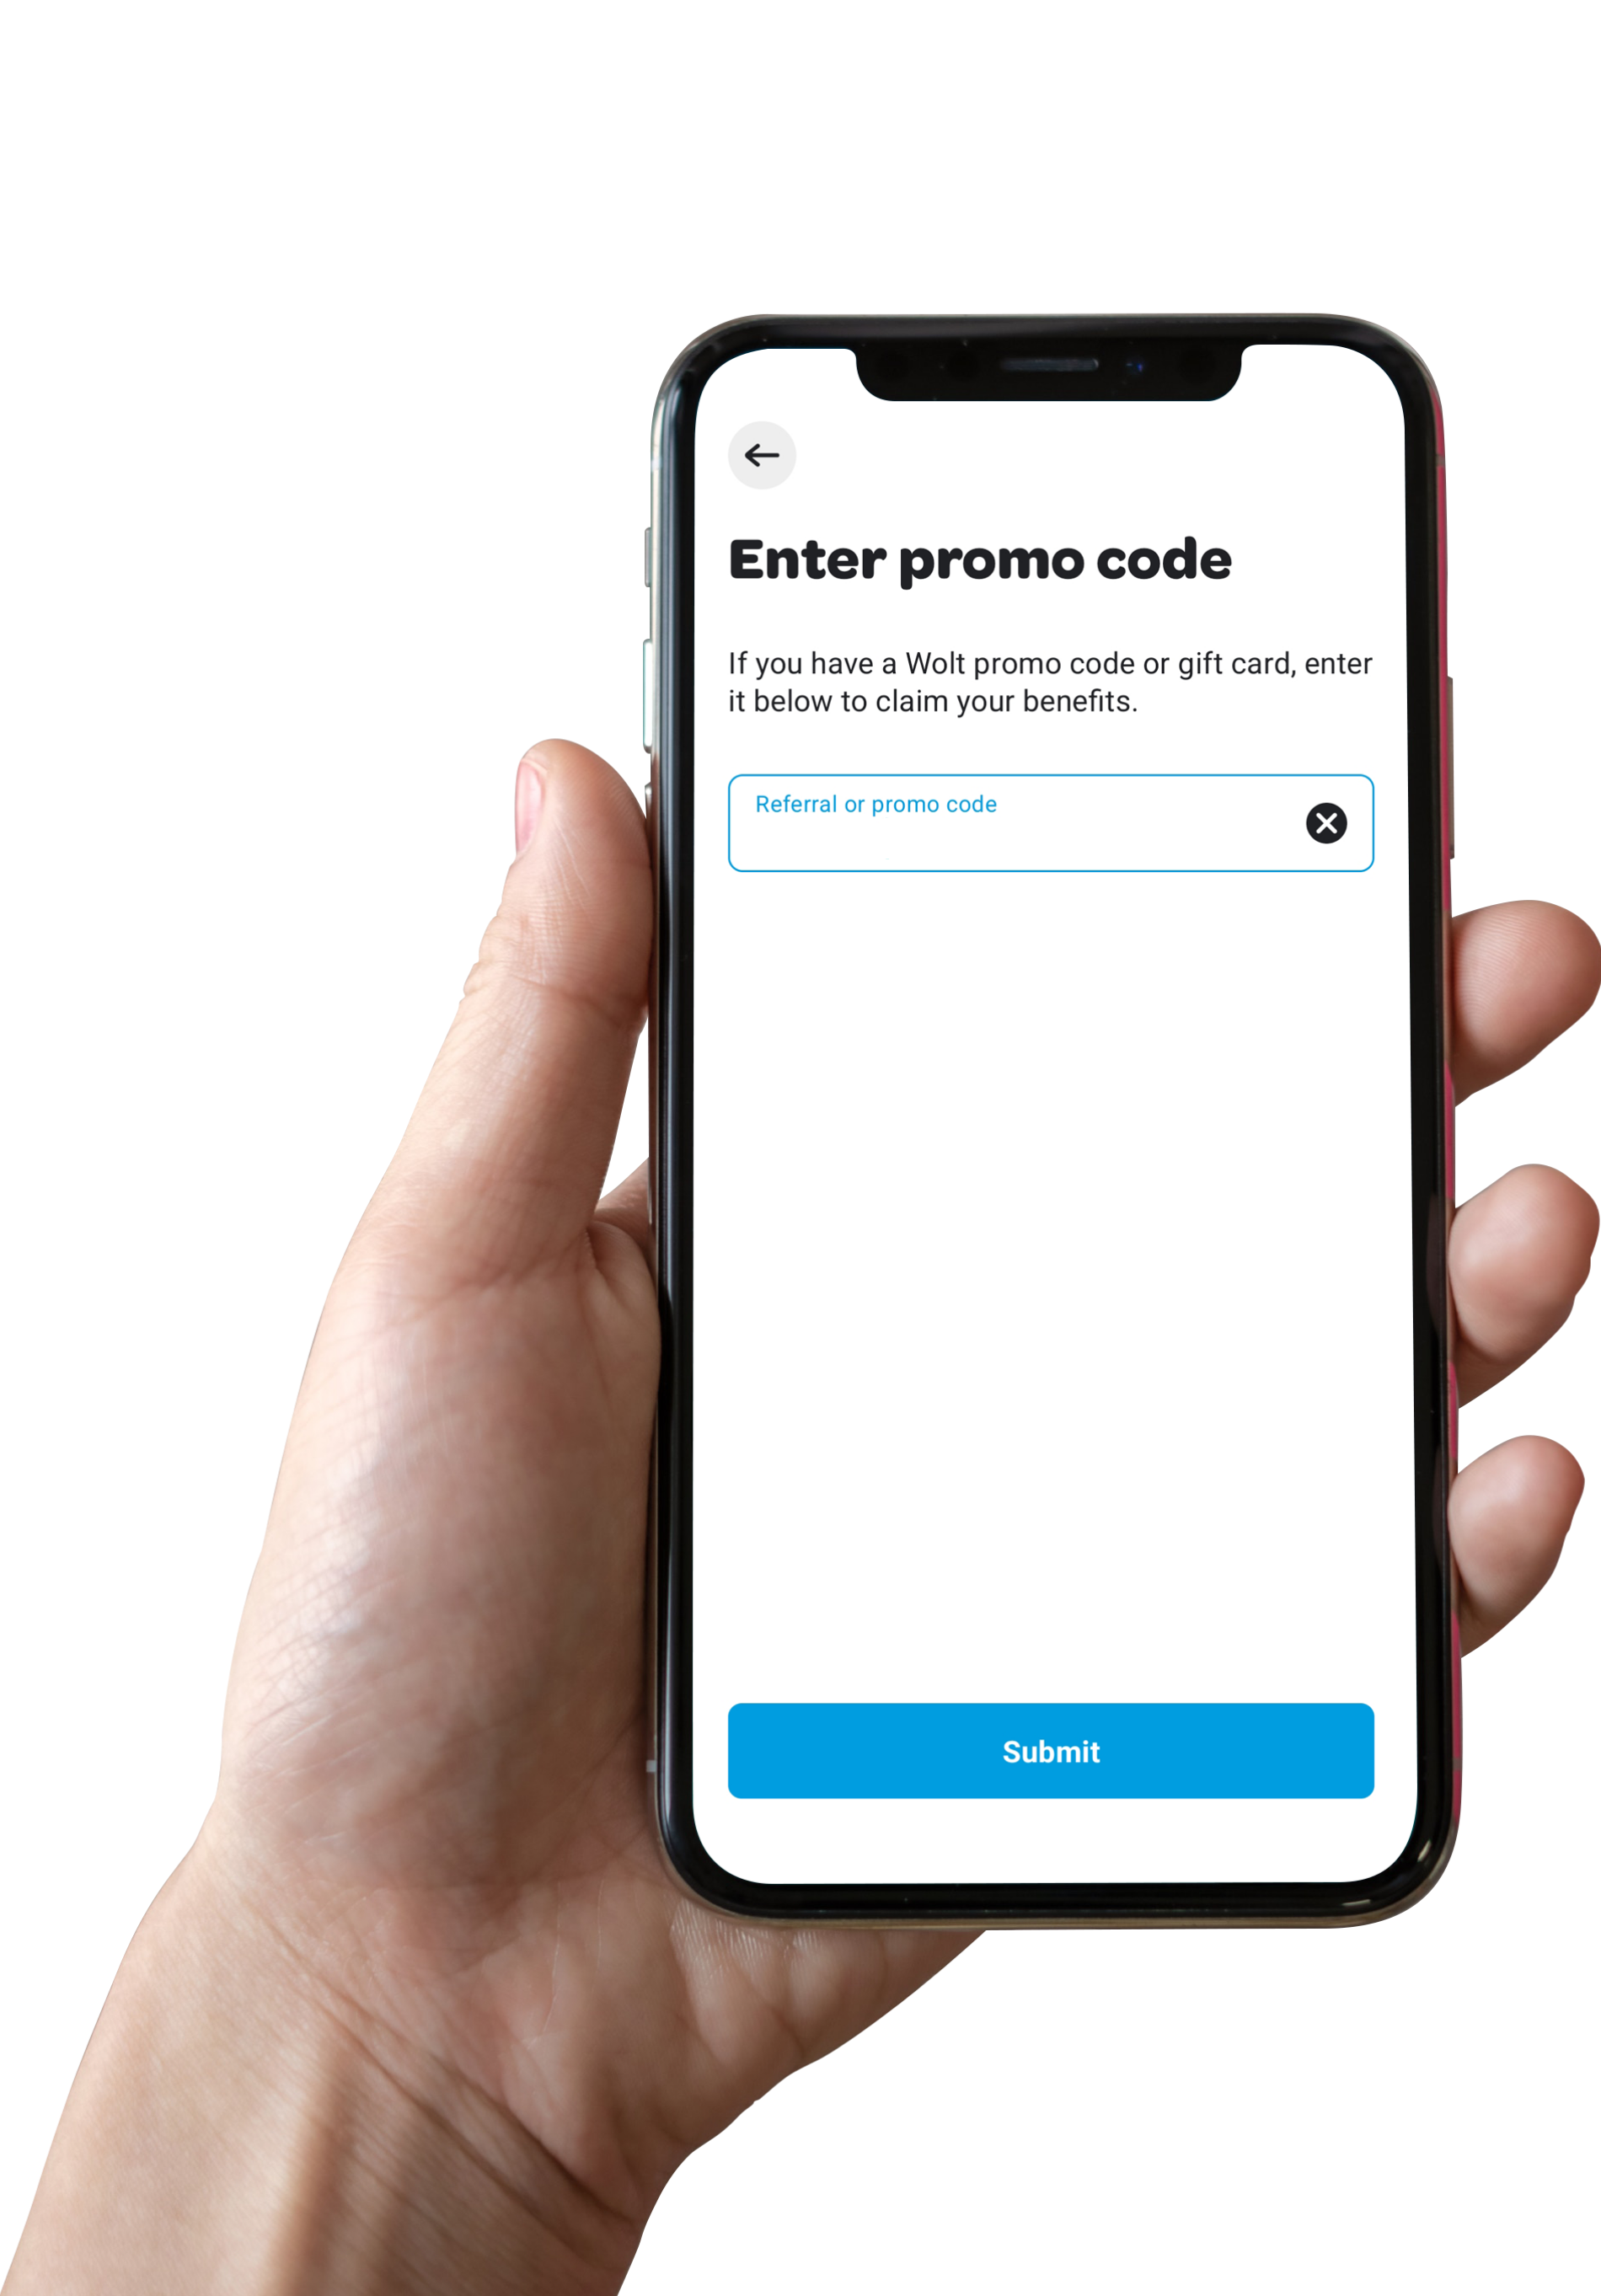 Enter promo code
If you have a Wolt promo code or gift card, enter
it below to claim your benefits.
Referral or promo code
Submit